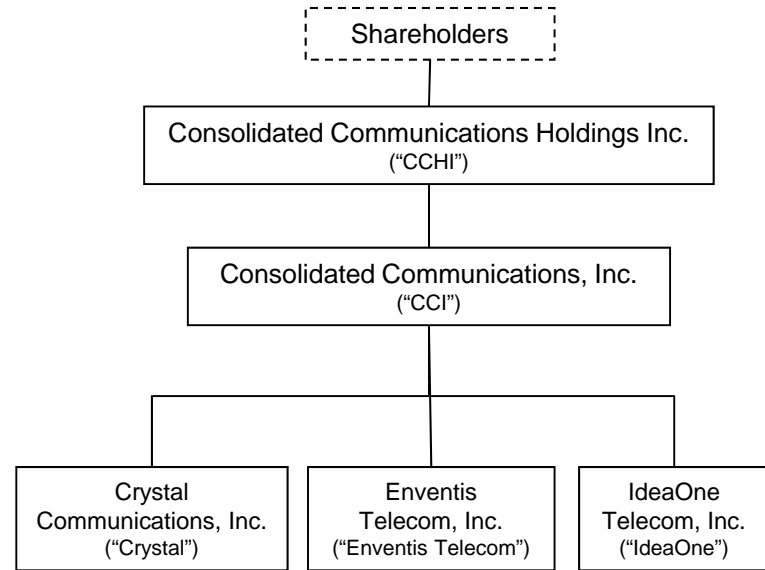 Shareholders
Consolidated Communications Holdings Inc.
(“CCHI”)
Consolidated Communications, Inc.
(“CCI”)
Crystal
Communications, Inc.
(“Crystal”)
Enventis
Telecom, Inc.
(“Enventis Telecom”)
IdeaOne
Telecom, Inc.
(“IdeaOne”)